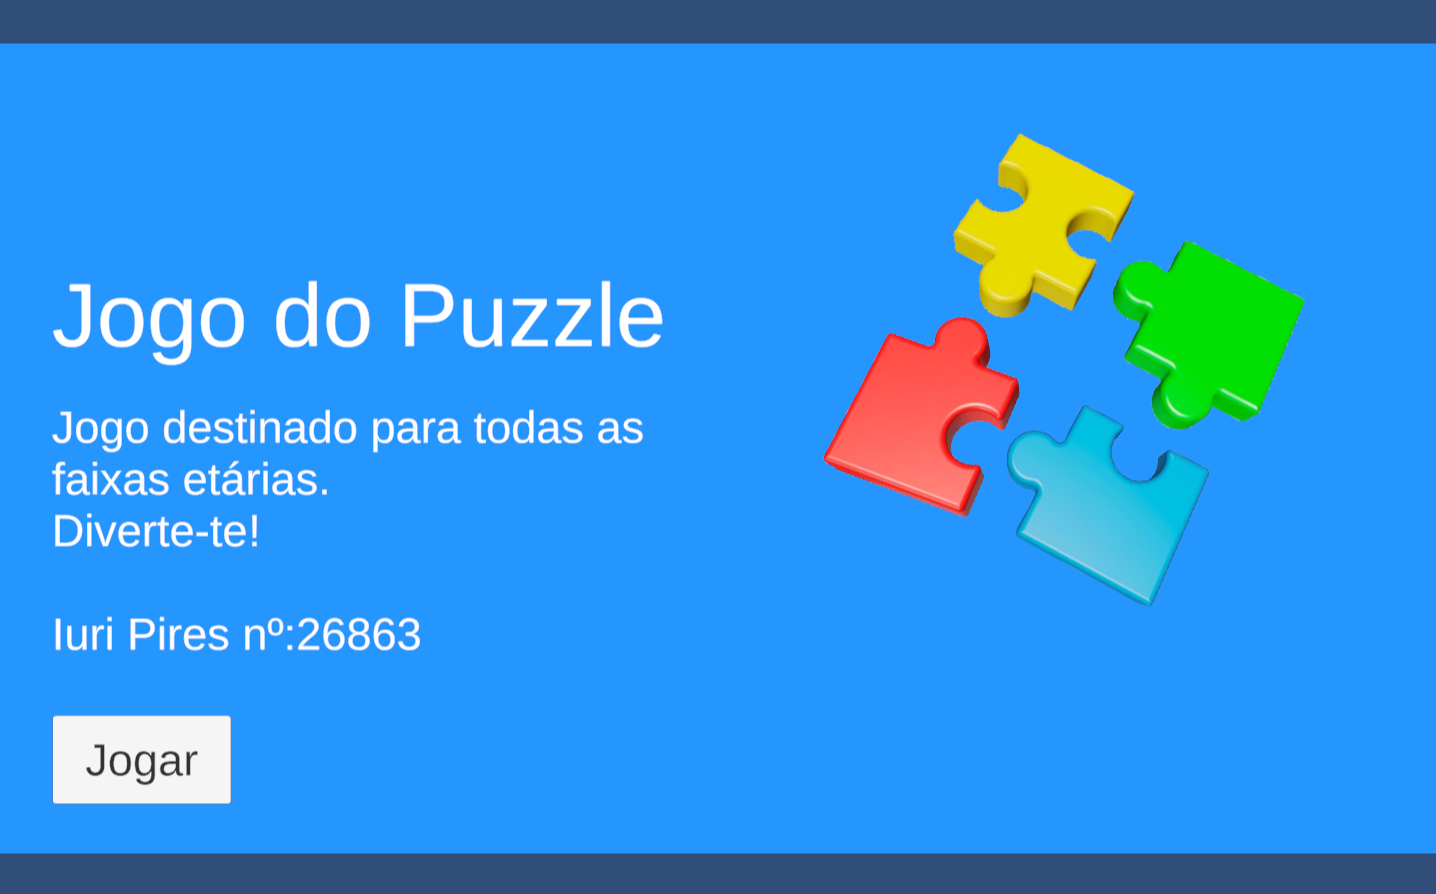 Jogo do Puzzle
Jogo destinado para todas as
faixas etárias.
Diverte-te!
Iuri Pires nº:26863
Jogar